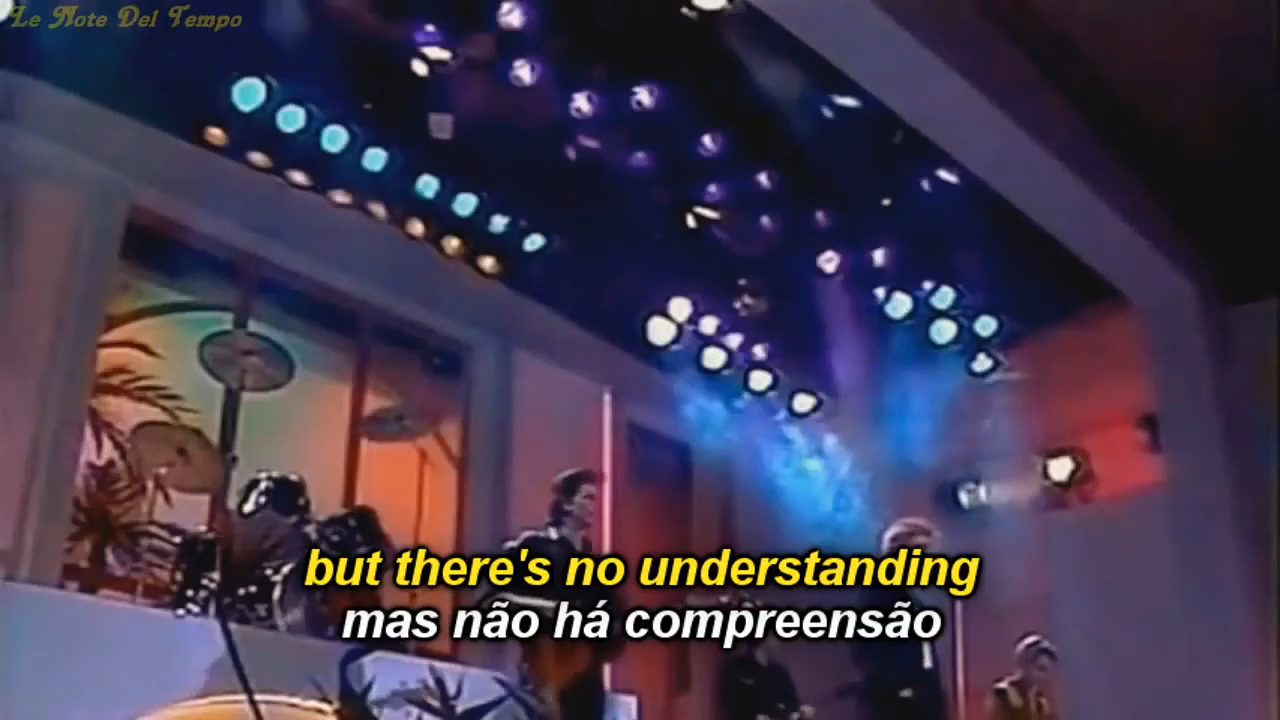 Le Note Del Tempo
but there's no understanding
mas não há compreensão